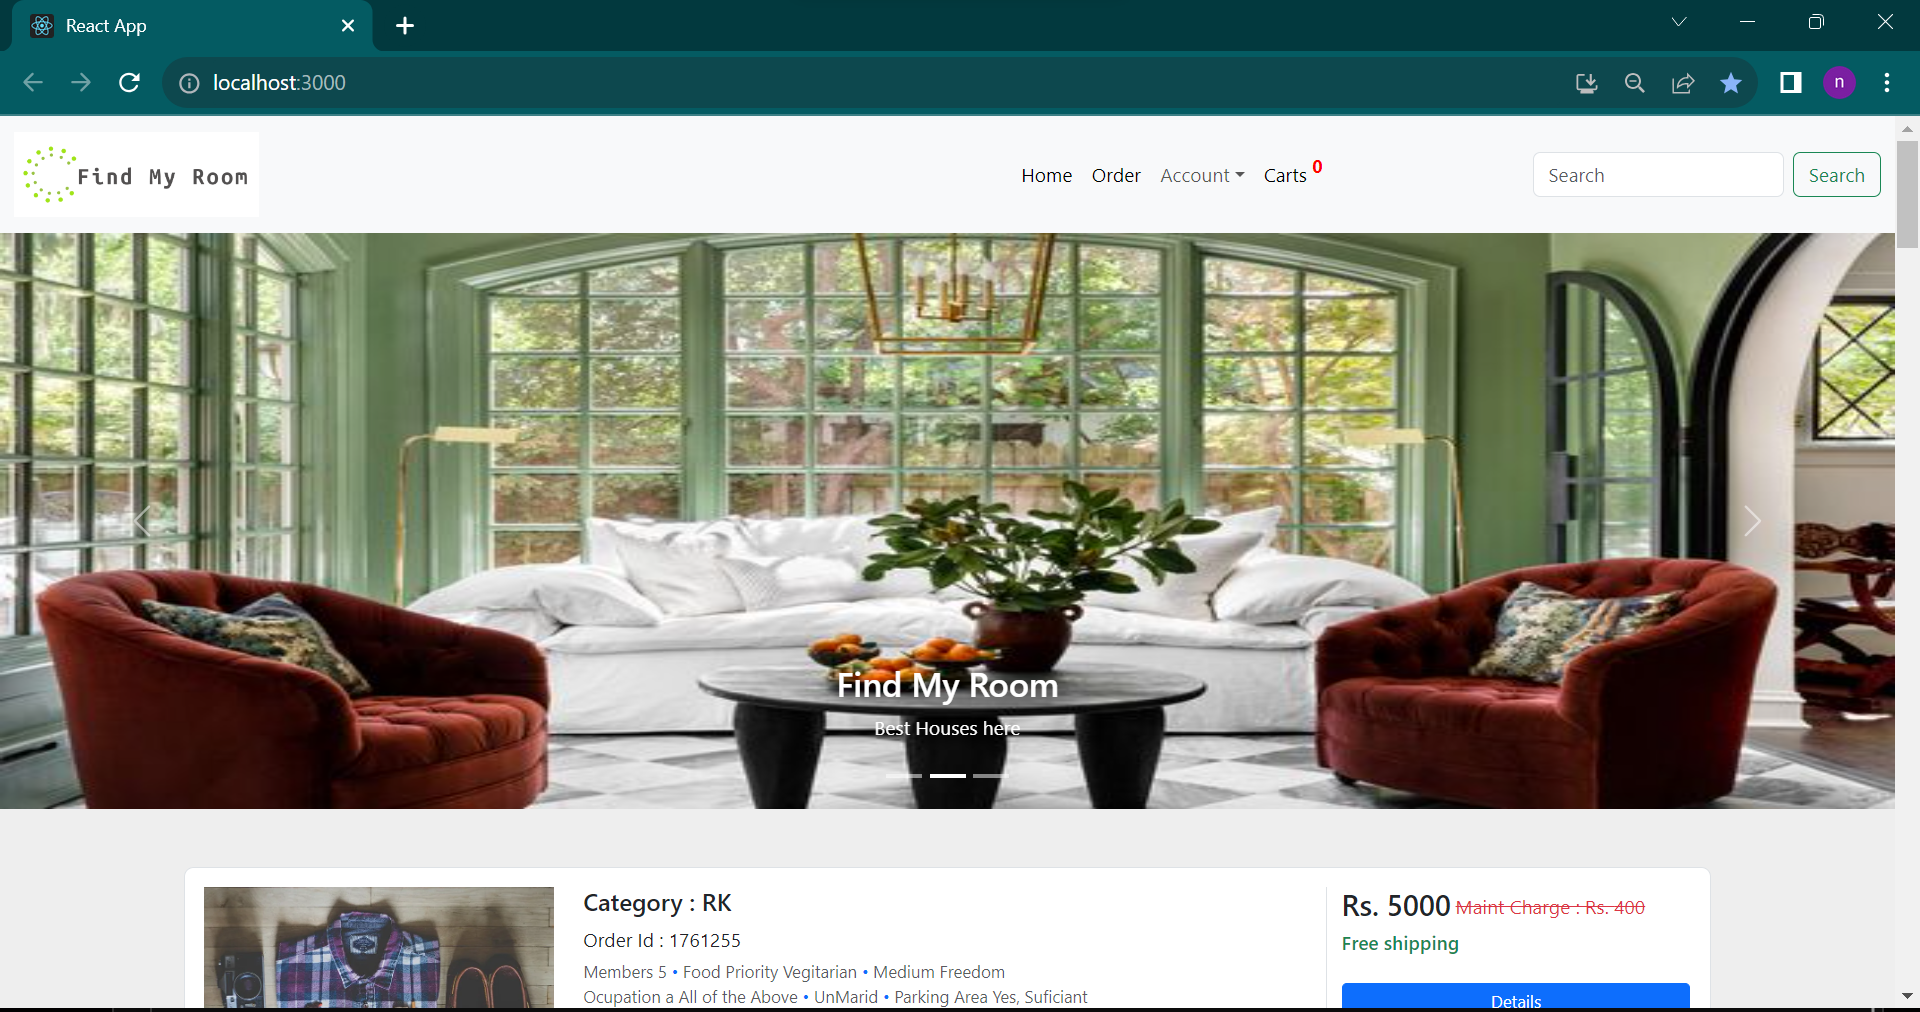 React App
localhost:3000
n
Find My Room
Home Order Account Carts 0
Search
Search
Find My Room
Best Houses here
Category : RK
Order Id : 1761255
Members 5 • Food Priority Vegitarian • Medium Freedom
Ocupation a All of the Above • UnMarid • Parking Area Yes, Suficiant
Rs. 5000 Maint Charge : Rs. 400
Free shipping
Details